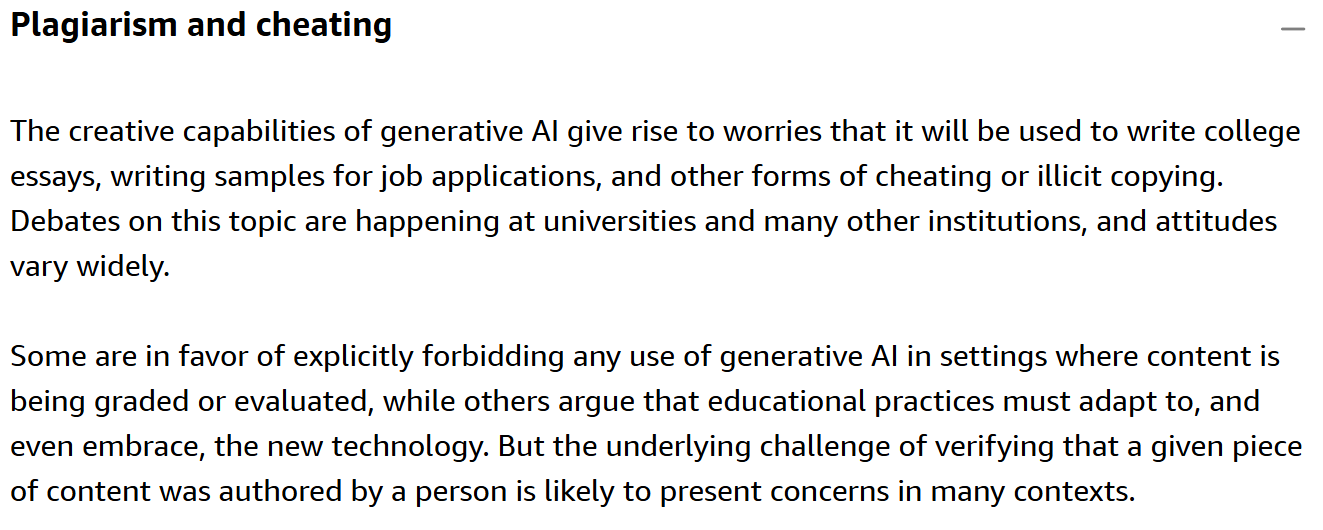 Plagiarism and cheating
The creative capabilities of generative AI give rise to worries that it will be used to write college
essays, writing samples for job applications, and other forms of cheating or illicit copying.
Debates on this topic are happening at universities and many other institutions, and attitudes
vary widely.
Some are in favor of explicitly forbidding any use of generative AI in settings where content is
being graded or evaluated, while others argue that educational practices must adapt to, and
even embrace, the new technology. But the underlying challenge of verifying that a given piece
of content was authored by a person is likely to present concerns in many contexts.